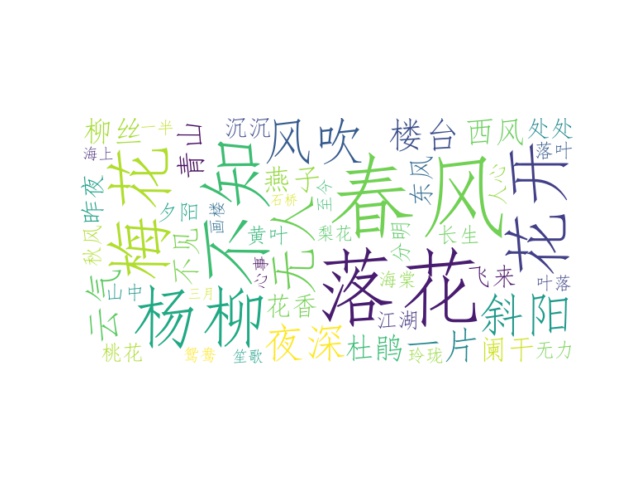 柳丝
一半
海上
青山
沉沉
风吹
楼台
西风
处处
落叶
昨夜
梅花
夕阳
画楼
不知
燕子
石桥
至今
无人
春风
东风
人心
花开
秋风
不见
黄叶
梨花
分明
长生
云气
山中
三月
心事
落花
海棠
飞来
叶落
杨柳
花香
江湖
斜阳
桃花
鸳鸯
笙歌
夜深
杜鹃
玲珑
一片
阑干
无力